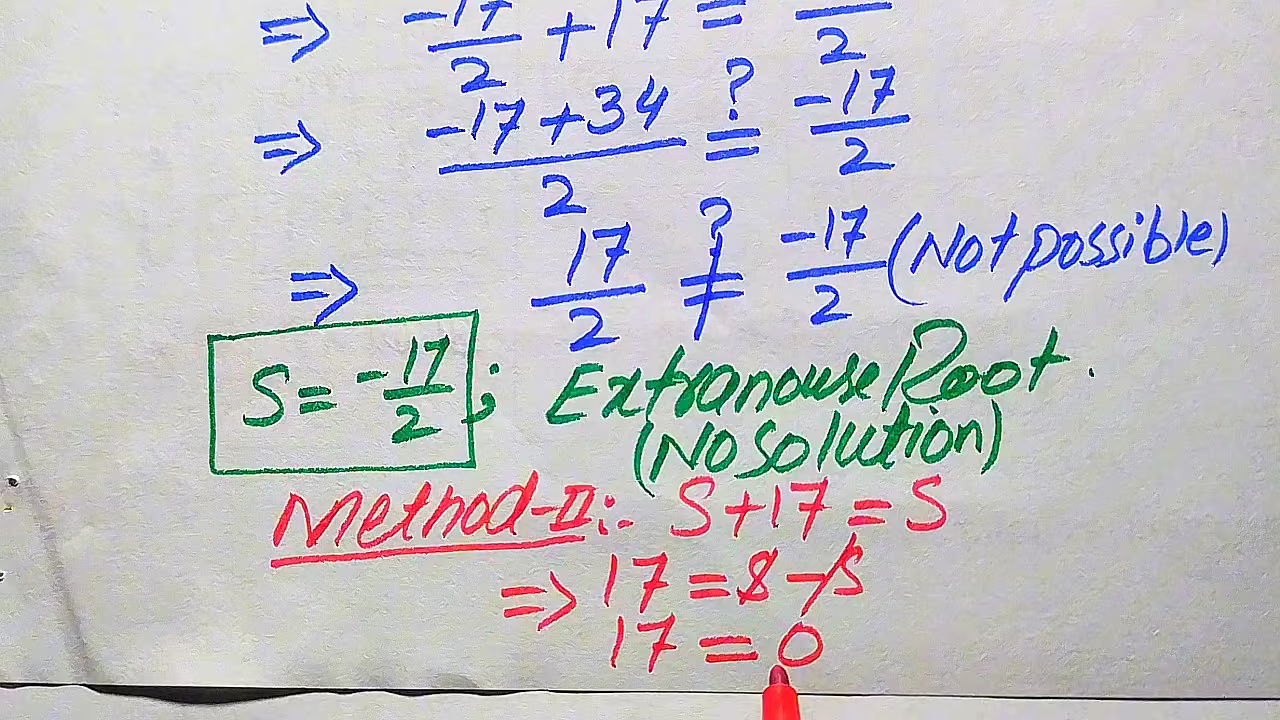 ⇒ -17/2 + 17 = /2
⇒ (-17 + 34)/2 ?= -17/2
⇒ 17/2 ?≠ -17/2 (Not possible)
S = -17/2 ; Extranouse Root.
(No solution)
Method-II:- S + 17 = S
⇒ 17 = S - S
17 = 0